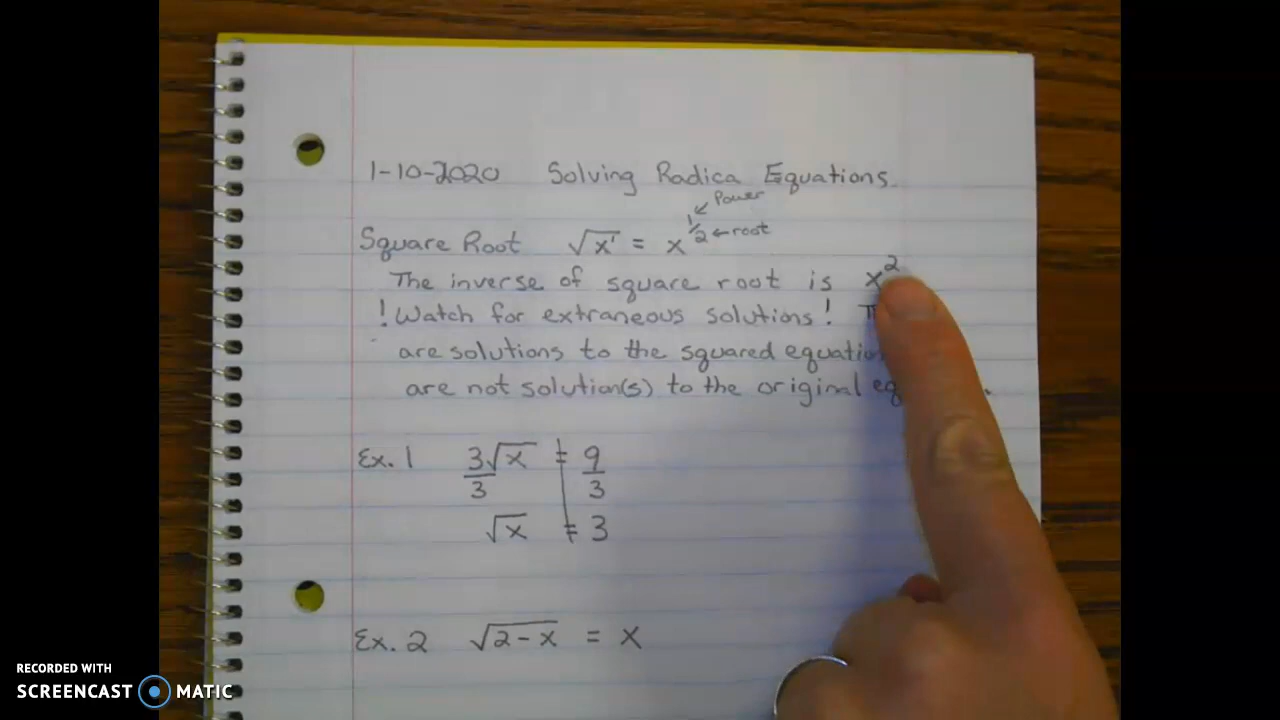 1-10-2020 Solving Radica Equations
← Power
Square Root √x¹ = x^1/2 ← root
The inverse of square root is x²
! Watch for extraneous solutions!
are solutions to the squared
are not solution(s) to the original
Ex. 1 3√x = 9
3 3
√x = 3
Ex. 2 √2-x = x
RECORDED WITH
SCREENCAST MATIC